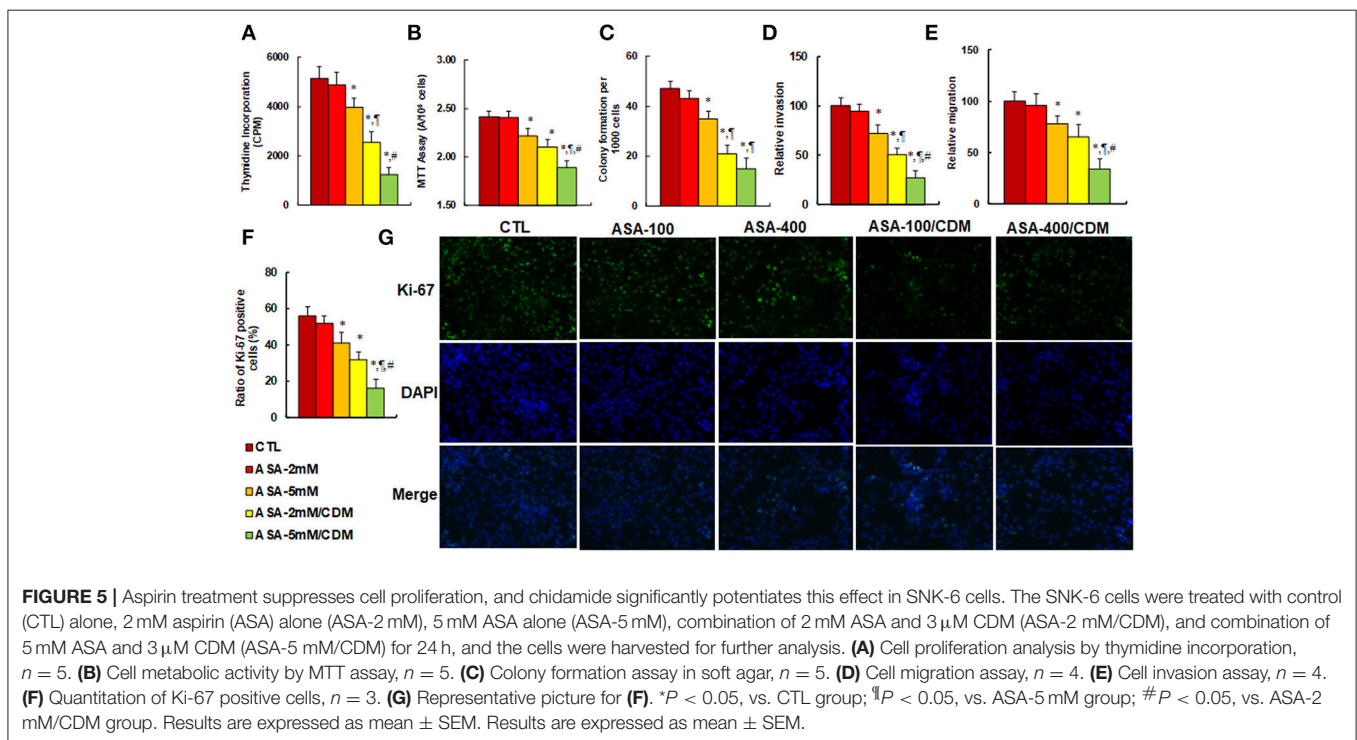 A
Thymidine Incorporation
(CPM)
6000
4000
2000
0
*
*,¶
*,#
B
MTT Assay (A/10⁶ cells)
3.00
2.50
2.00
1.50
*
*
*,¶,#
C
Colony formation per
1000 cells
60
40
20
0
*
*,¶
*,¶
D
Relative invasion
150
100
50
0
*
*,¶
*,¶,#
E
Relative migration
150
100
50
0
*
*
*,¶,#
F
Ratio of Ki-67 positive
cells (%)
80
60
40
20
0
*
*
*,¶,#
CTL
ASA-2mM
ASA-5mM
ASA-2mM/CDM
ASA-5mM/CDM
G
CTL ASA-100 ASA-400 ASA-100/CDM ASA-400/CDM
Ki-67
DAPI
Merge
FIGURE 5 | Aspirin treatment suppresses cell proliferation, and chidamide significantly potentiates this effect in SNK-6 cells. The SNK-6 cells were treated with control
(CTL) alone, 2 mM aspirin (ASA) alone (ASA-2 mM), 5 mM ASA alone (ASA-5 mM), combination of 2 mM ASA and 3 μM CDM (ASA-2 mM/CDM), and combination of
5 mM ASA and 3 μM CDM (ASA-5 mM/CDM) for 24 h, and the cells were harvested for further analysis. (A) Cell proliferation analysis by thymidine incorporation,
n = 5. (B) Cell metabolic activity by MTT assay, n = 5. (C) Colony formation assay in soft agar, n = 5. (D) Cell migration assay, n = 4. (E) Cell invasion assay, n = 4.
(F) Quantitation of Ki-67 positive cells, n = 3. (G) Representative picture for (F). *P < 0.05, vs. CTL group; ¶P < 0.05, vs. ASA-5 mM group; #P < 0.05, vs. ASA-2
mM/CDM group. Results are expressed as mean ± SEM. Results are expressed as mean ± SEM.